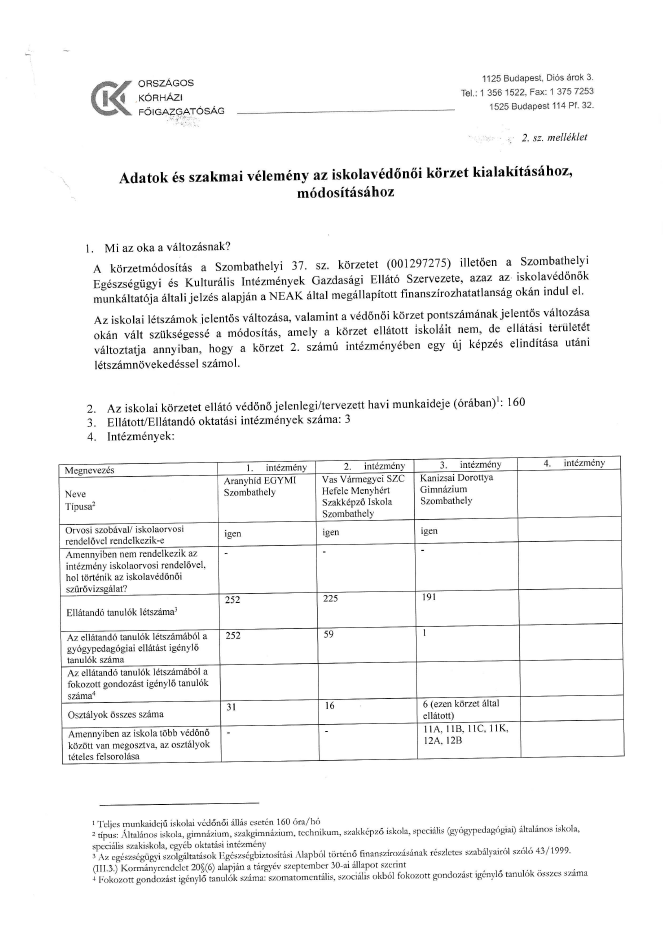 ORSZÁGOS
KÓRHÁZI
FŐIGAZGATÓSÁG
1125 Budapest, Diós árok 3.
Tel.: 1 356 1522, Fax: 1 375 7253
1525 Budapest 114 Pf. 32.
2. sz. melléklet
Adatok és szakmai vélemény az iskolavédőnői körzet kialakításához,
módosításához
1. Mi az oka a változásnak?
A körzetmódosítás a Szombathelyi 37. sz. körzetet (001297275) illetően a Szombathelyi
Egészségügyi és Kulturális Intézmények Gazdasági Ellátó Szervezete, azaz az iskolavédőnők
munkáltatója általi jelzés alapján a NEAK által megállapított finanszírozhatatlanság okán indul el.
Az iskolai létszámok jelentős változása, valamint a védőnői körzet pontszámának jelentős változása
okán vált szükségessé a módosítás, amely a körzet ellátott iskoláit nem, de ellátási területét
változtatja annyiban, hogy a körzet 2. számú intézményében egy új képzés elindítása utáni
létszámnövekedéssel számol.
2. Az iskolai körzetet ellátó védőnő jelenlegi/tervezett havi munkaideje (órában)¹: 160
3. Ellátott/Ellátandó oktatási intézmények száma: 3
4. Intézmények:
Megnevezés 1. intézmény 2. intézmény 3. intézmény 4. intézmény
Neve
Típusa²
Aranyhíd EGYMI
Szombathely
Vas Vármegyei SZC
Hefele Menyhért
Szakképző Iskola
Szombathely
Kanizsai Dorottya
Gimnázium
Szombathely
Orvosi szobával/ iskolaorvosi
rendelővel rendelkezik-e
igen igen igen
Amennyiben nem rendelkezik az
intézmény iskolaorvosi rendelővel,
hol történik az iskolavédőnői
szűrővizsgálat?
- - -
Ellátandó tanulók létszáma³
252 225 191
Az ellátandó tanulók létszámából a
gyógypedagógiai ellátást igénylő
tanulók száma
252 59 1
Az ellátandó tanulók létszámából a
fokozott gondozást igénylő tanulók
száma⁴
Osztályok összes száma
31 16 6 (ezen körzet által
ellátott)
Amennyiben az iskola több védőnő
között van megosztva, az osztályok
tételes felsorolása
- - 11A, 11B, 11C, 11K,
12A, 12B
¹ Teljes munkaidejű iskolai védőnői állás esetén 160 óra/hó
² típus: Általános iskola, gimnázium, szakgimnázium, technikum, szakképző iskola, speciális (gyógypedagógiai) általános iskola,
speciális szakiskola, egyéb oktatási intézmény
³ Az egészségügyi szolgáltatások Egészségbiztosítási Alapból történő finanszírozásának részletes szabályairól szóló 43/1999.
(III.3.) Kormányrendelet 20§(6) alapján a tárgyév szeptember 30-ai állapot szerint
⁴ Fokozott gondozást igénylő tanulók száma: szomatomentális, szociális okból fokozott gondozást igénylő tanulók összes száma